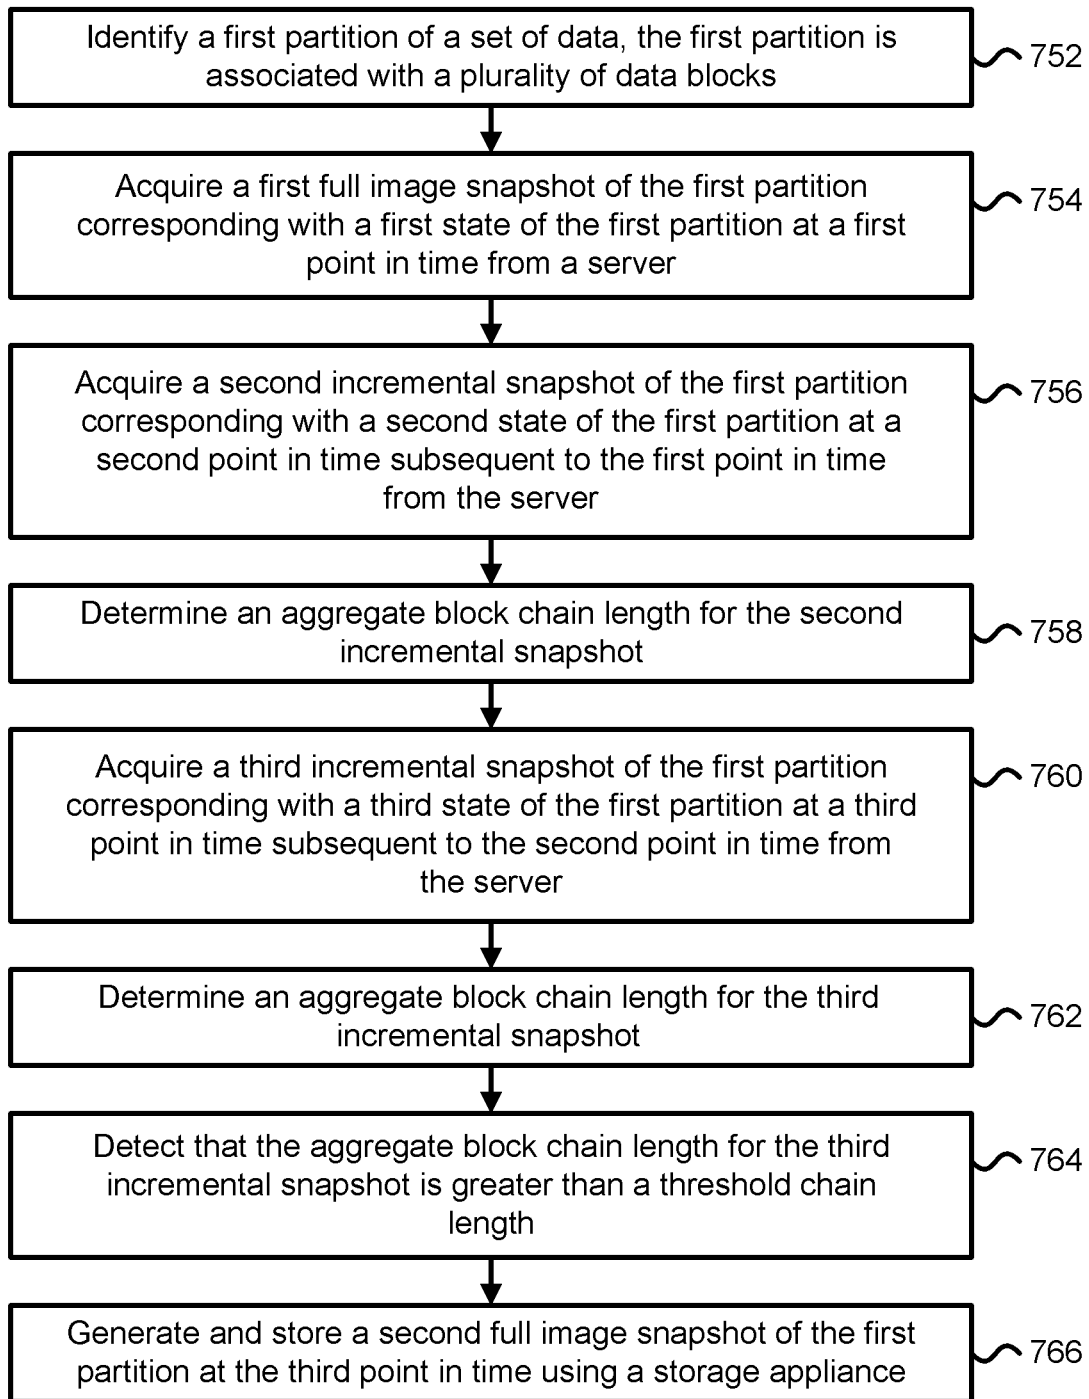 Identify a first partition of a set of data, the first partition is
associated with a plurality of data blocks
752
Acquire a first full image snapshot of the first partition
corresponding with a first state of the first partition at a first
point in time from a server
754
Acquire a second incremental snapshot of the first partition
corresponding with a second state of the first partition at a
second point in time subsequent to the first point in time
from the server
756
Determine an aggregate block chain length for the second
incremental snapshot
758
Acquire a third incremental snapshot of the first partition
corresponding with a third state of the first partition at a third
point in time subsequent to the second point in time from
the server
760
Determine an aggregate block chain length for the third
incremental snapshot
762
Detect that the aggregate block chain length for the third
incremental snapshot is greater than a threshold chain
length
764
Generate and store a second full image snapshot of the first
partition at the third point in time using a storage appliance
766